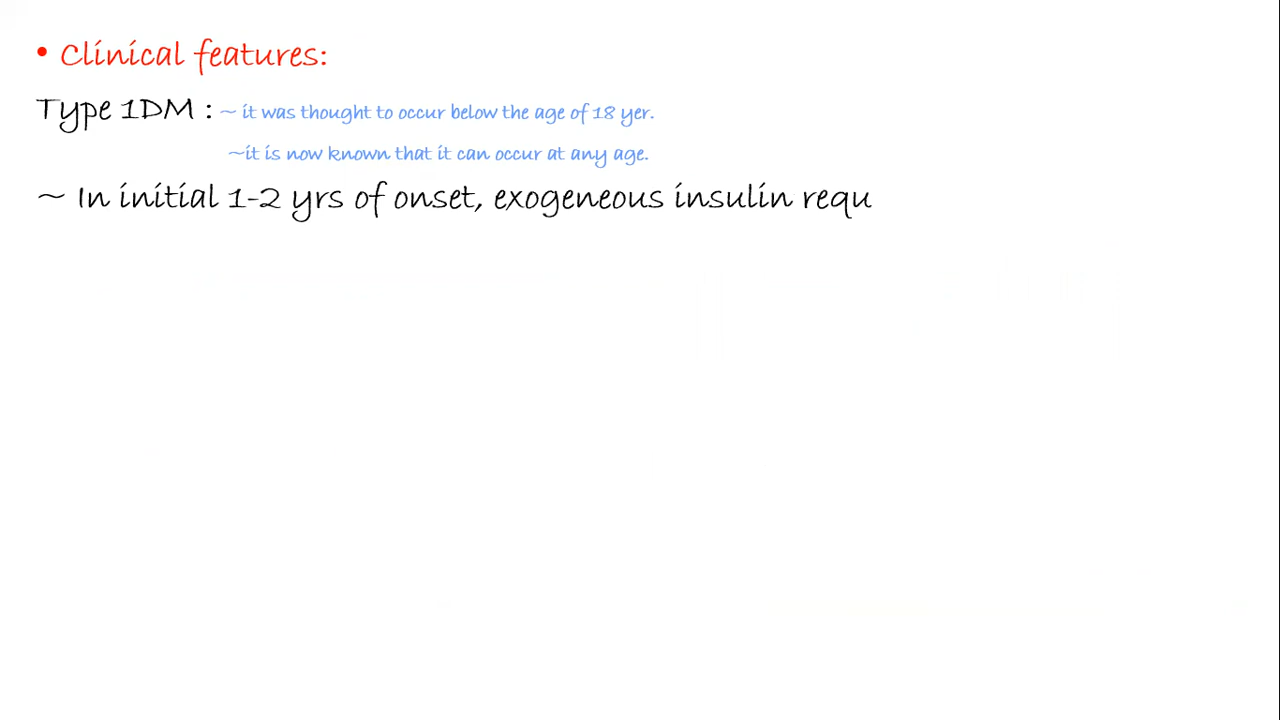 • Clinical features:
Type 1DM : ~ it was thought to occur below the age of 18 yer.
~it is now known that it can occur at any age.
~ In initial 1-2 yrs of onset, exogeneous insulin requ